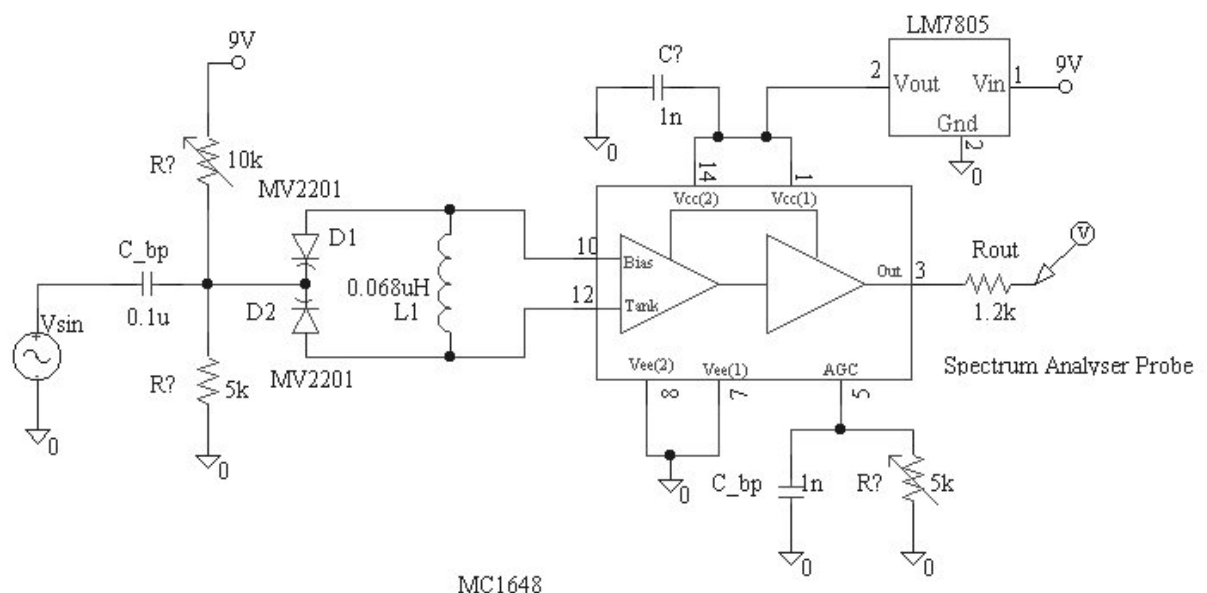 LM7805
9V
C?
2
Vout
Vin
1
9V
1n
0
Gnd
2
0
R?
10k
MV2201
14
1
Vcc(2)
Vcc(1)
D1
C_bp
10
Bias
Out
3
Rout
V
0.068uH
12
Tank
1.2k
Vsin
0.1u
D2
L1
R?
5k
MV2201
Vee(2)
Vee(1)
AGC
Spectrum Analyser Probe
8
7
5
0
0
0
C_bp
1n
R?
5k
0
0
MC1648